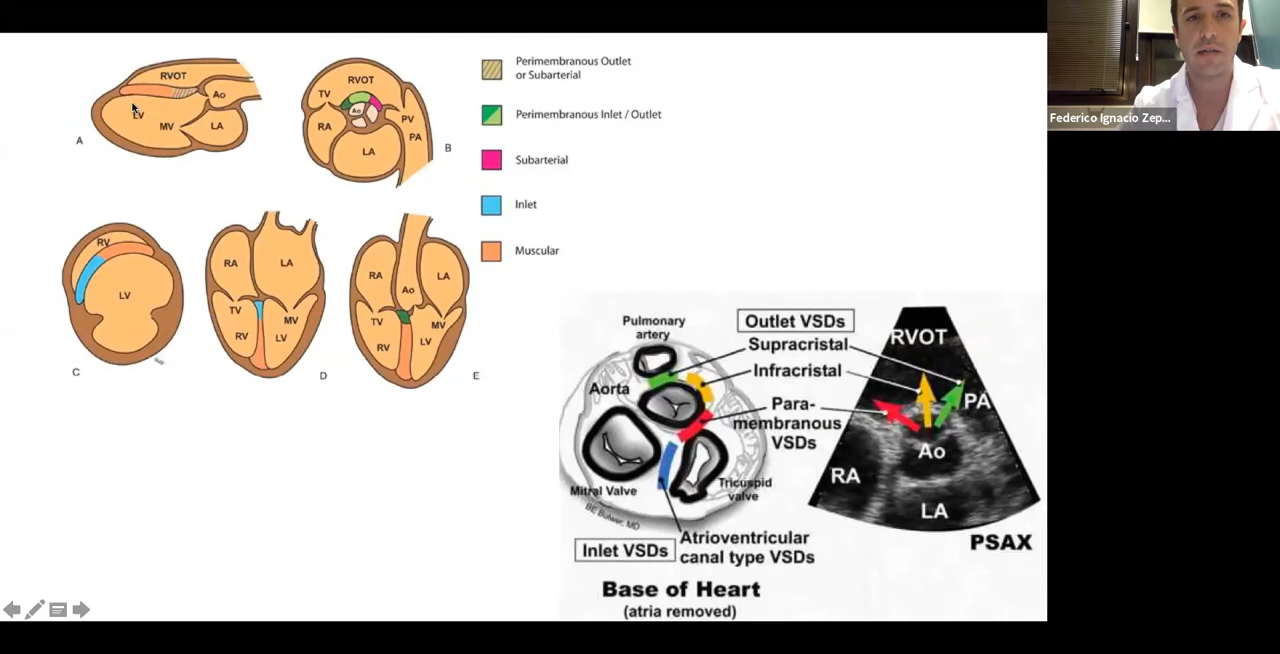 RVOT
Ao
LV
MV
LA
A
RVOT
TV
Ao
RA
PV
PA
LA
B
Perimembranous Outlet
or Subarterial
Perimembranous Inlet / Outlet
Subarterial
Inlet
Muscular
RV
LV
C
RA
LA
TV
MV
RV
LV
D
RA
LA
Ao
TV
MV
RV
LV
E
Pulmonary
artery
Outlet VSDs
Supracristal
Infracristal
Aorta
Para-
membranous
VSDs
Mitral Valve
Tricuspid
valve
BE Bulwer, MD
Inlet VSDs
Atrioventricular
canal type VSDs
Base of Heart
(atria removed)
RVOT
PA
Ao
RA
LA
PSAX
Federico Ignacio Zep...